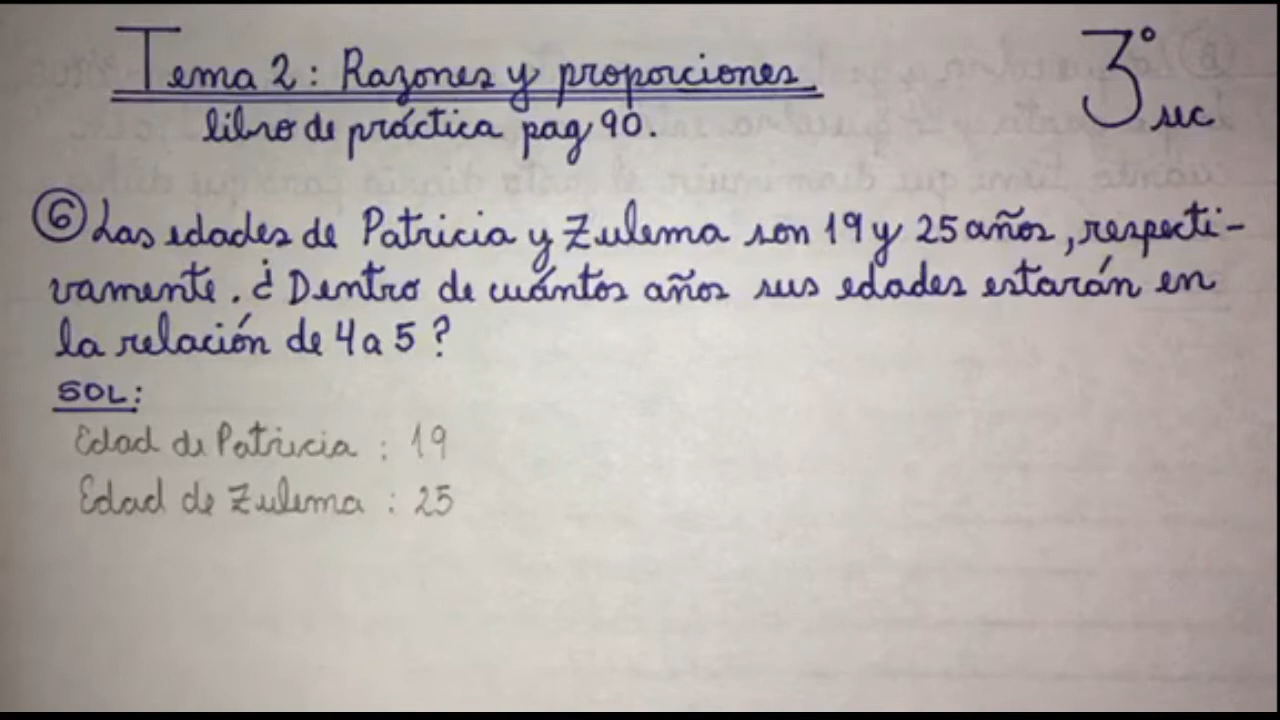 Tema 2: Razones y proporciones
libro de práctica pag 90.
3° sec
⑥ Las edades de Patricia y Zulema son 19 y 25 años, respecti-
vamente. ¿Dentro de cuántos años sus edades estarán en
la relación de 4 a 5?
SOL:
Edad de Patricia : 19
Edad de Zulema : 25